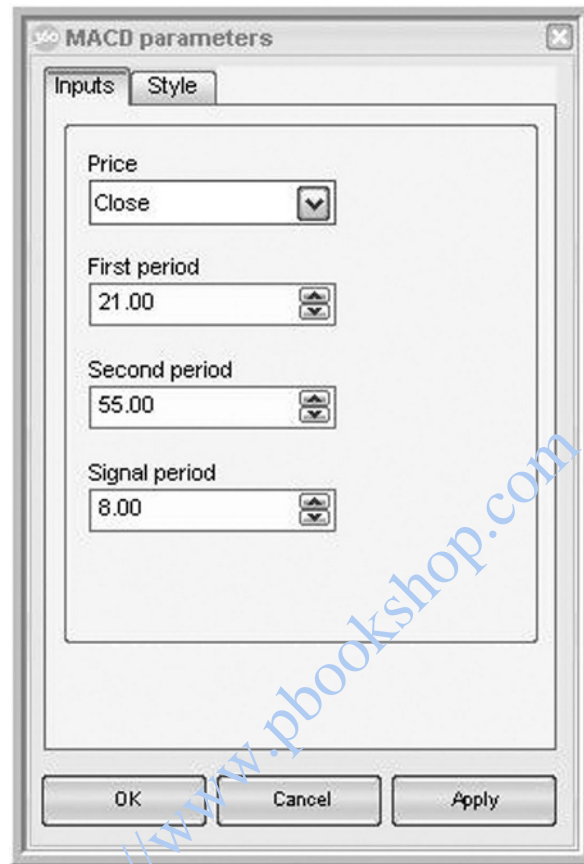 360 MACD parameters
Inputs Style
Price
Close
First period
21.00
Second period
55.00
Signal period
8.00
OK Cancel Apply
//www.pbookshop.com